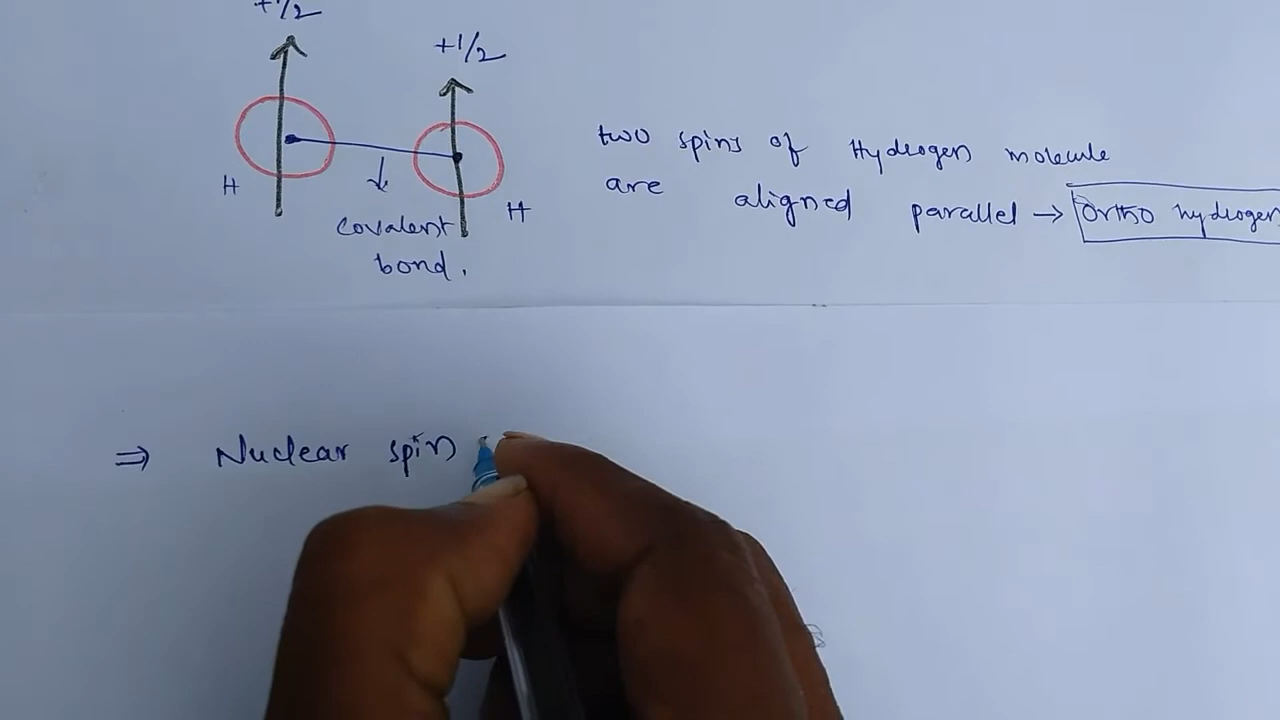 +1/2
+1/2
two spins of Hydrogen molecule
are aligned parallel → Ortho hydrogen
H
H
covalent
bond.
⇒ Nuclear spin